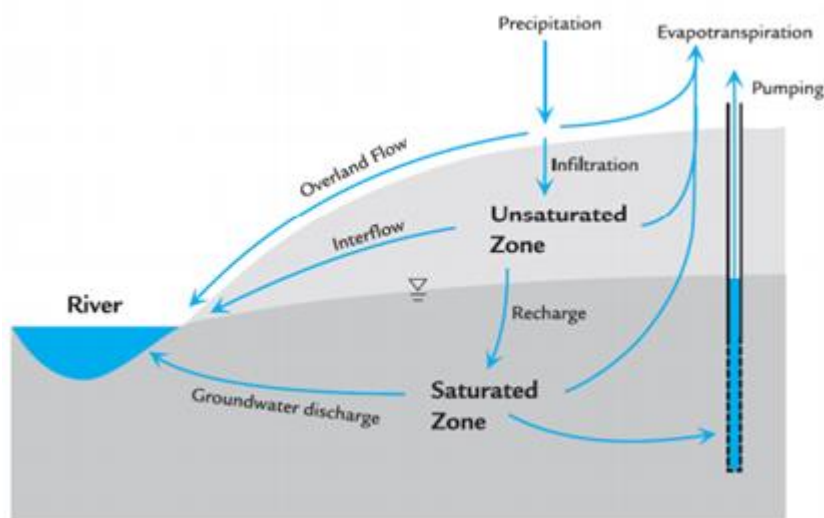 Precipitation
Evapotranspiration
Pumping
Overland Flow
Infiltration
Unsaturated
Zone
Interflow
River
Recharge
Saturated
Zone
Groundwater discharge